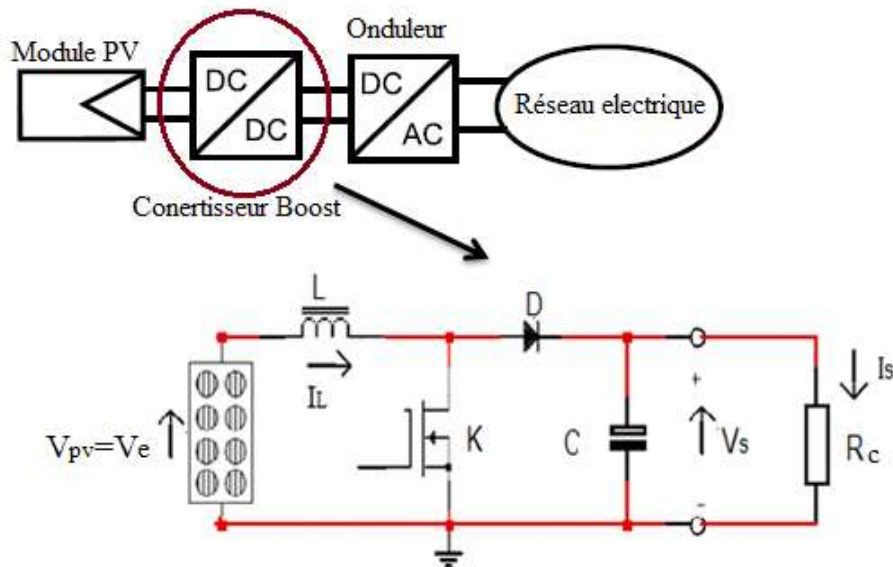 Onduleur
Module PV
DC
DC
DC
AC
Réseau electrique
Conertisseur Boost
L
D
IL
Is
+
Vpv=Ve
K
C
Vs
Rc
-